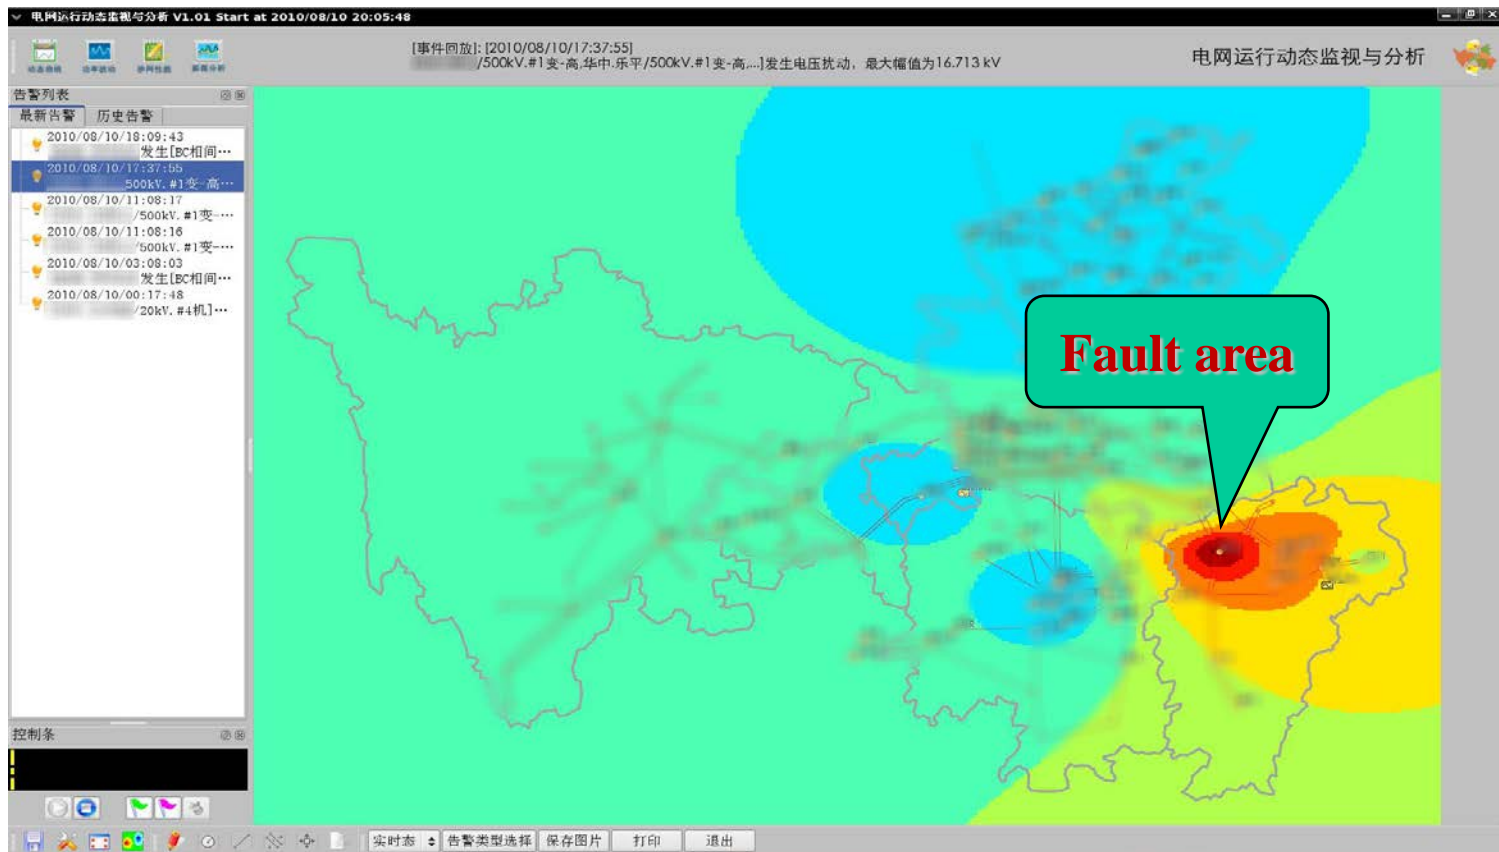 电网运行动态监视与分析 V1.01 Start at 2010/08/10 20:05:48
[事件回放]: [2010/08/10/17:37:55]
/500kV.#1变-高,华中.乐平/500kV.#1变-高,...]发生电压扰动，最大幅值为16.713 kV
电网运行动态监视与分析
告警列表
最新告警 历史告警
2010/08/10/18:09:43
发生[BC相间…
2010/08/10/17:37:55
500kV.#1变-高…
2010/08/10/11:08:17
/500kV.#1变-…
2010/08/10/11:08:16
/500kV.#1变-…
2010/08/10/03:08:03
发生[BC相间…
2010/08/10/00:17:48
/20kV.#4机]…
Fault area
控制条
实时态 告警类型选择 保存图片 打印 退出